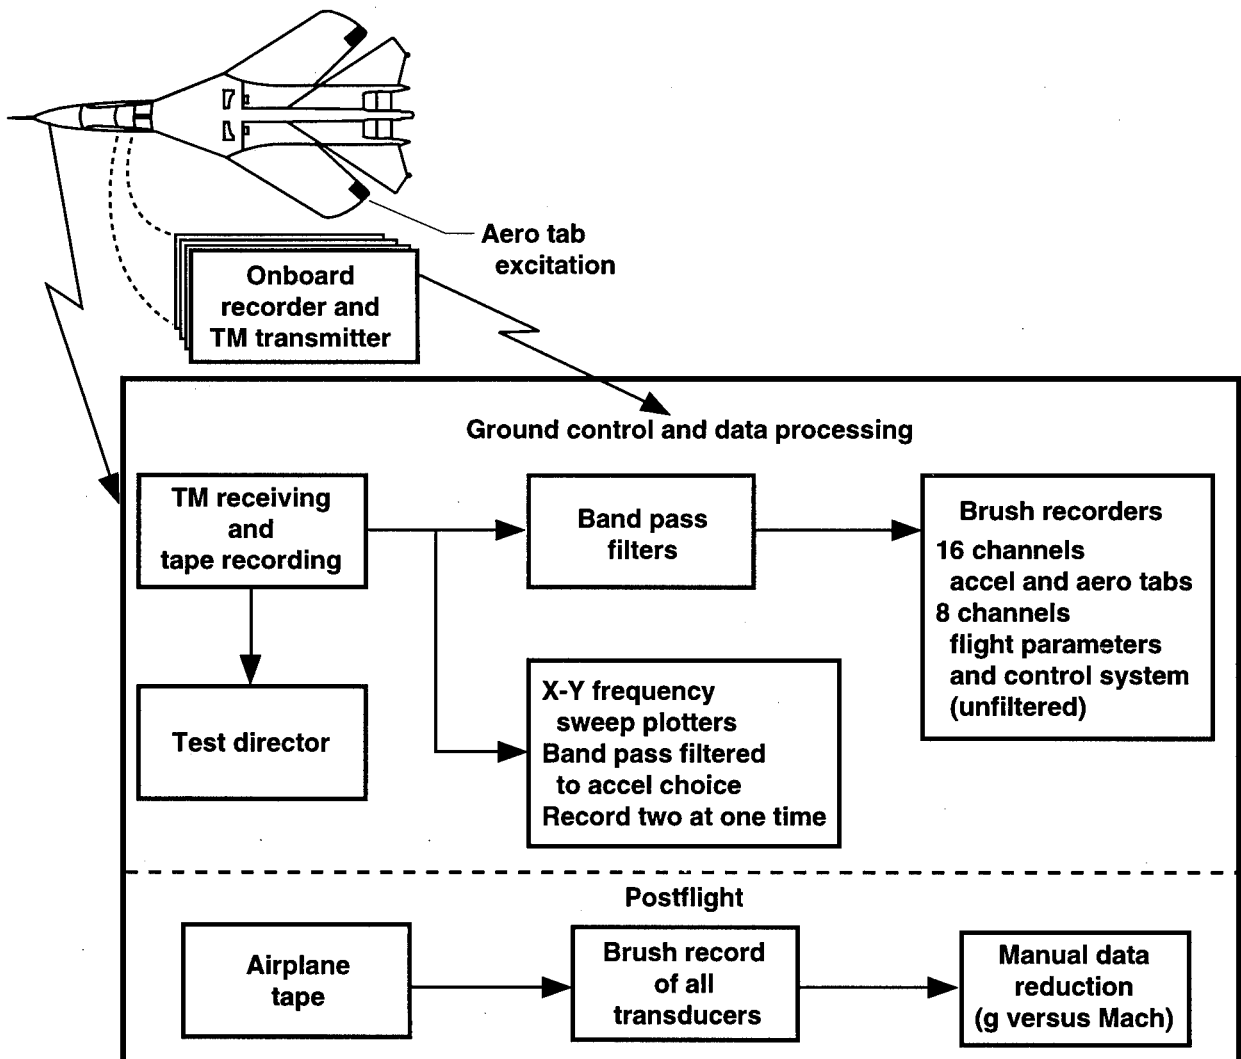 Aero tab
excitation
Onboard
recorder and
TM transmitter
Ground control and data processing
TM receiving
and
tape recording
Band pass
filters
Brush recorders
16 channels
accel and aero tabs
8 channels
flight parameters
and control system
(unfiltered)
Test director
X-Y frequency
sweep plotters
Band pass filtered
to accel choice
Record two at one time
Postflight
Airplane
tape
Brush record
of all
transducers
Manual data
reduction
(g versus Mach)